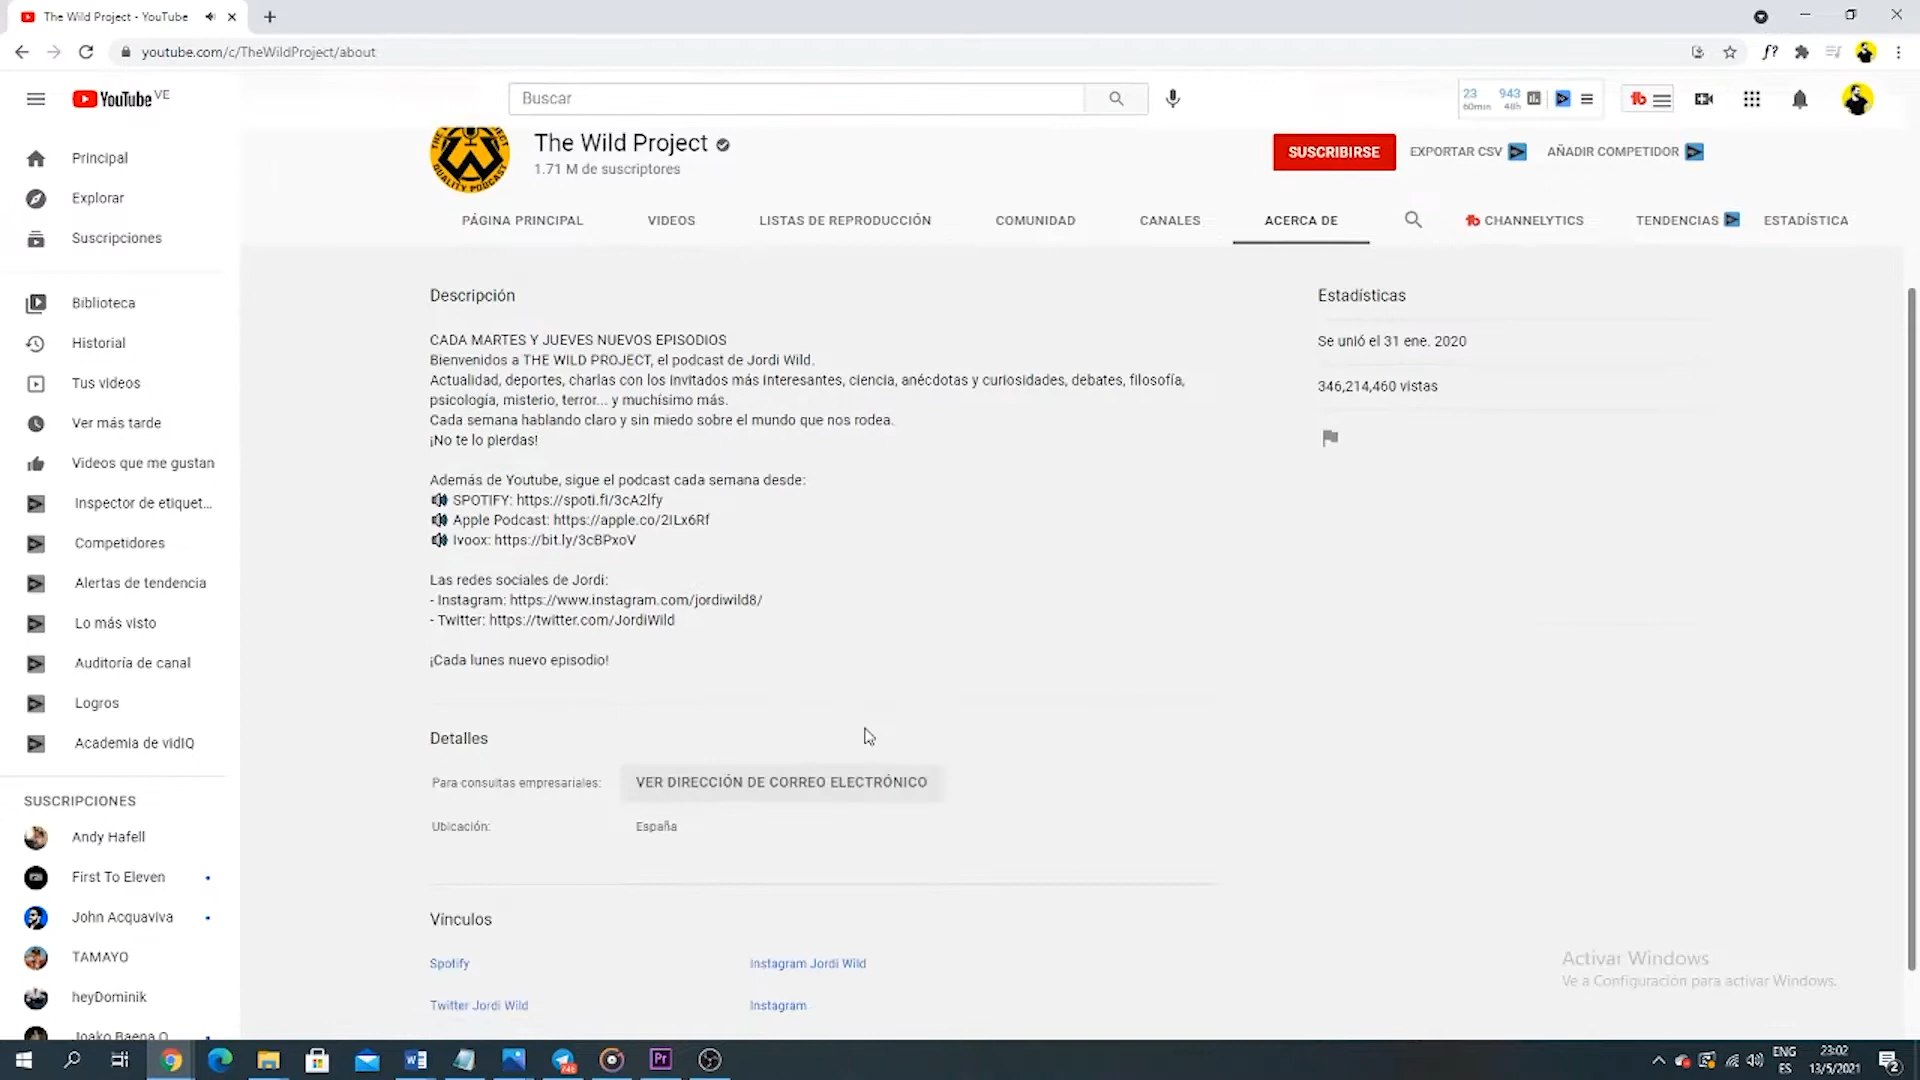 The Wild Project - YouTube
youtube.com/c/TheWildProject/about
YouTube VE
Buscar
23
60min
943
48h
The Wild Project
1.71 M de suscriptores
SUSCRIBIRSE
EXPORTAR CSV
AÑADIR COMPETIDOR
PÁGINA PRINCIPAL
VIDEOS
LISTAS DE REPRODUCCIÓN
COMUNIDAD
CANALES
ACERCA DE
CHANNELYTICS
TENDENCIAS
ESTADÍSTICA
Principal
Explorar
Suscripciones
Biblioteca
Historial
Tus videos
Ver más tarde
Videos que me gustan
Inspector de etiquet...
Competidores
Alertas de tendencia
Lo más visto
Auditoría de canal
Logros
Academia de vidIQ
SUSCRIPCIONES
Andy Hafell
First To Eleven
John Acquaviva
TAMAYO
heyDominik
Joako Baena O
Descripción
CADA MARTES Y JUEVES NUEVOS EPISODIOS
Bienvenidos a THE WILD PROJECT, el podcast de Jordi Wild.
Actualidad, deportes, charlas con los invitados más interesantes, ciencia, anécdotas y curiosidades, debates, filosofía,
psicología, misterio, terror... y muchísimo más.
Cada semana hablando claro y sin miedo sobre el mundo que nos rodea.
¡No te lo pierdas!
Además de Youtube, sigue el podcast cada semana desde:
SPOTIFY: https://spoti.fi/3cA2lfy
Apple Podcast: https://apple.co/2ILx6Rf
Ivoox: https://bit.ly/3cBPxoV
Las redes sociales de Jordi:
- Instagram: https://www.instagram.com/jordiwild8/
- Twitter: https://twitter.com/JordiWild
¡Cada lunes nuevo episodio!
Detalles
Para consultas empresariales:
VER DIRECCIÓN DE CORREO ELECTRÓNICO
Ubicación:
España
Vínculos
Spotify
Instagram Jordi Wild
Twitter Jordi Wild
Instagram
Estadísticas
Se unió el 31 ene. 2020
346,214,460 vistas
Activar Windows
Ve a Configuración para activar Windows.
ENG
ES
23:02
13/5/2021
2